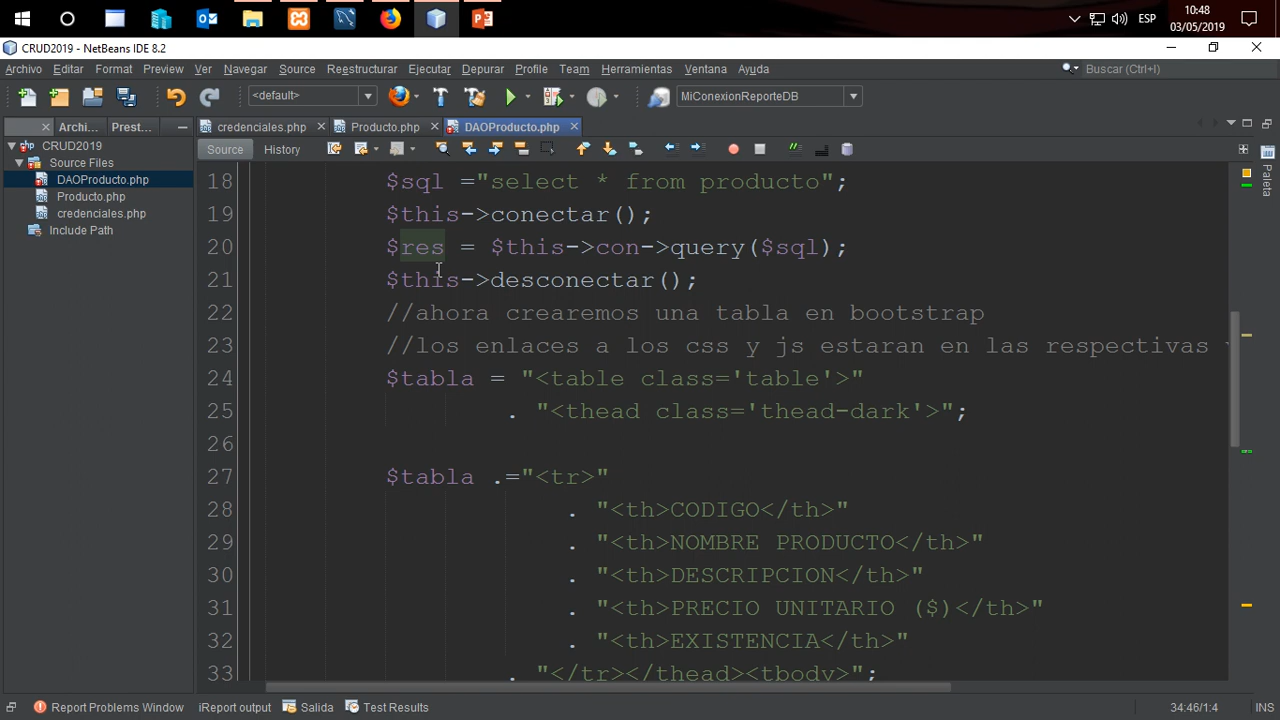 10:48
ESP
03/05/2019
CRUD2019 - NetBeans IDE 8.2
Archivo Editar Format Preview Ver Navegar Source Reestructurar Ejecutar Depurar Profile Team Herramientas Ventana Ayuda
Buscar (Ctrl+I)
<default>
MiConexionReporteDB
Archi...
Prest...
credenciales.php
Producto.php
DAOProducto.php
Source
History
CRUD2019
Source Files
DAOProducto.php
Producto.php
credenciales.php
Include Path
Paleta
18 $sql ="select * from producto";
19 $this->conectar();
20 $res = $this->con->query($sql);
21 $this->desconectar();
22 //ahora crearemos una tabla en bootstrap
23 //los enlaces a los css y js estaran en las respectivas
24 $tabla = "<table class='table'>"
25 . "<thead class='thead-dark'>";
26
27 $tabla .="<tr>"
28 . "<th>CODIGO</th>"
29 . "<th>NOMBRE PRODUCTO</th>"
30 . "<th>DESCRIPCION</th>"
31 . "<th>PRECIO UNITARIO ($)</th>"
32 . "<th>EXISTENCIA</th>"
33 . "</tr></thead><tbody>";
Report Problems Window
iReport output
Salida
Test Results
34:46/1:4
INS